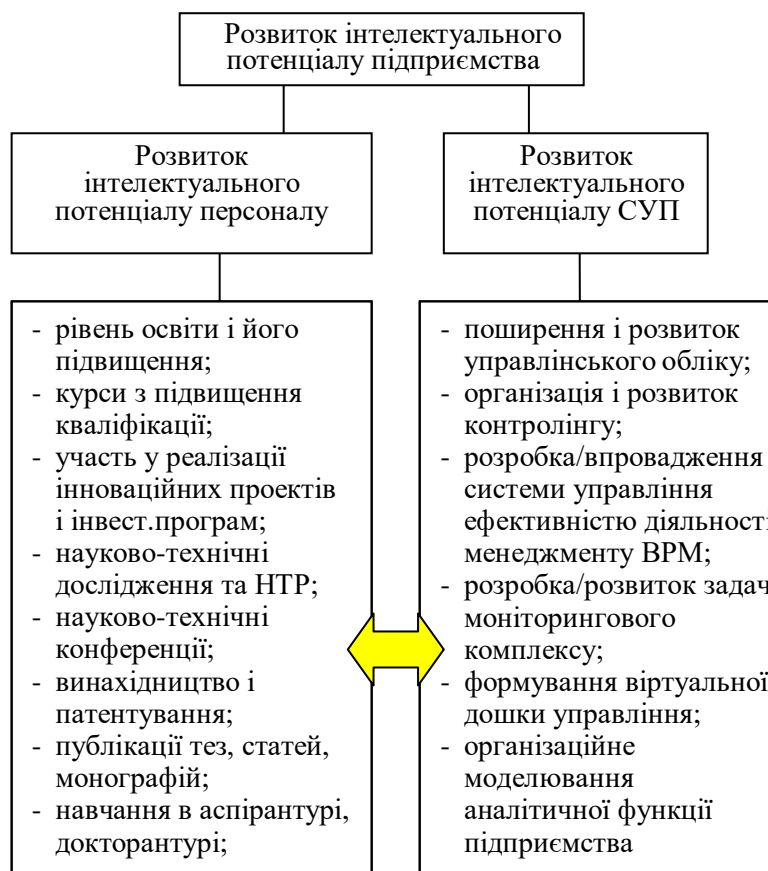 Розвиток інтелектуального
потенціалу підприємства
Розвиток
інтелектуального
потенціалу персоналу
Розвиток
інтелектуального
потенціалу СУП
- рівень освіти і його
підвищення;
- курси з підвищення
кваліфікації;
- участь у реалізації
інноваційних проектів
і інвест.програм;
- науково-технічні
дослідження та НТР;
- науково-технічні
конференції;
- винахідництво і
патентування;
- публікації тез, статей,
монографій;
- навчання в аспірантурі,
докторантурі;
- поширення і розвиток
управлінського обліку;
- організація і розвиток
контролінгу;
- розробка/впровадження
системи управління
ефективністю діяльності
менеджменту BPM;
- розробка/розвиток задач
моніторингового
комплексу;
- формування віртуальної
дошки управління;
- організаційне
моделювання
аналітичної функції
підприємства